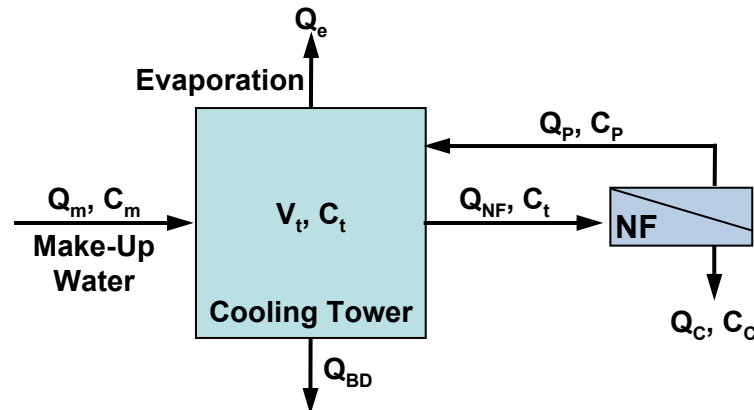 Qe
Evaporation
QP, CP
Qm, Cm
Make-Up
Water
Vt, Ct
QNF, Ct
NF
Cooling Tower
QC, CC
QBD